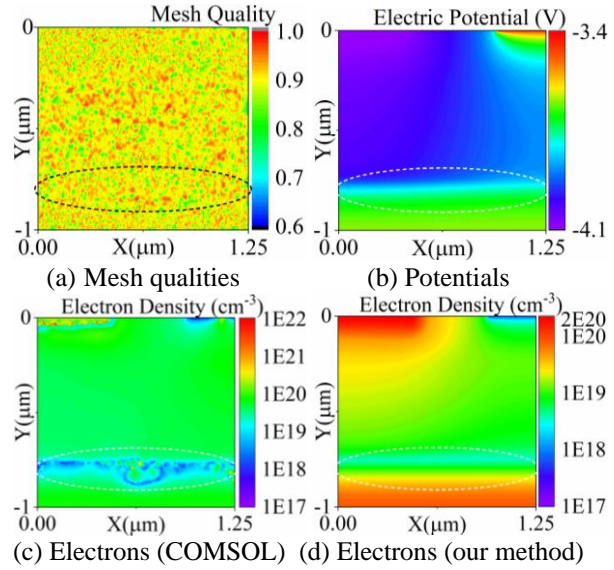 Mesh Quality
0
1.0
0.9
0.8
0.7
0.6
Y(μm)
-1
0.00
X(μm)
1.25
(a) Mesh qualities
Electric Potential (V)
0
-3.4
Y(μm)
-1
-4.1
0.00
X(μm)
1.25
(b) Potentials
Electron Density (cm-3)
0
1E22
1E21
1E20
1E19
1E18
1E17
Y(μm)
-1
0.00
X(μm)
1.25
(c) Electrons (COMSOL)
Electron Density (cm-3)
0
2E20
1E20
1E19
1E18
1E17
Y(μm)
-1
0.00
X(μm)
1.25
(d) Electrons (our method)